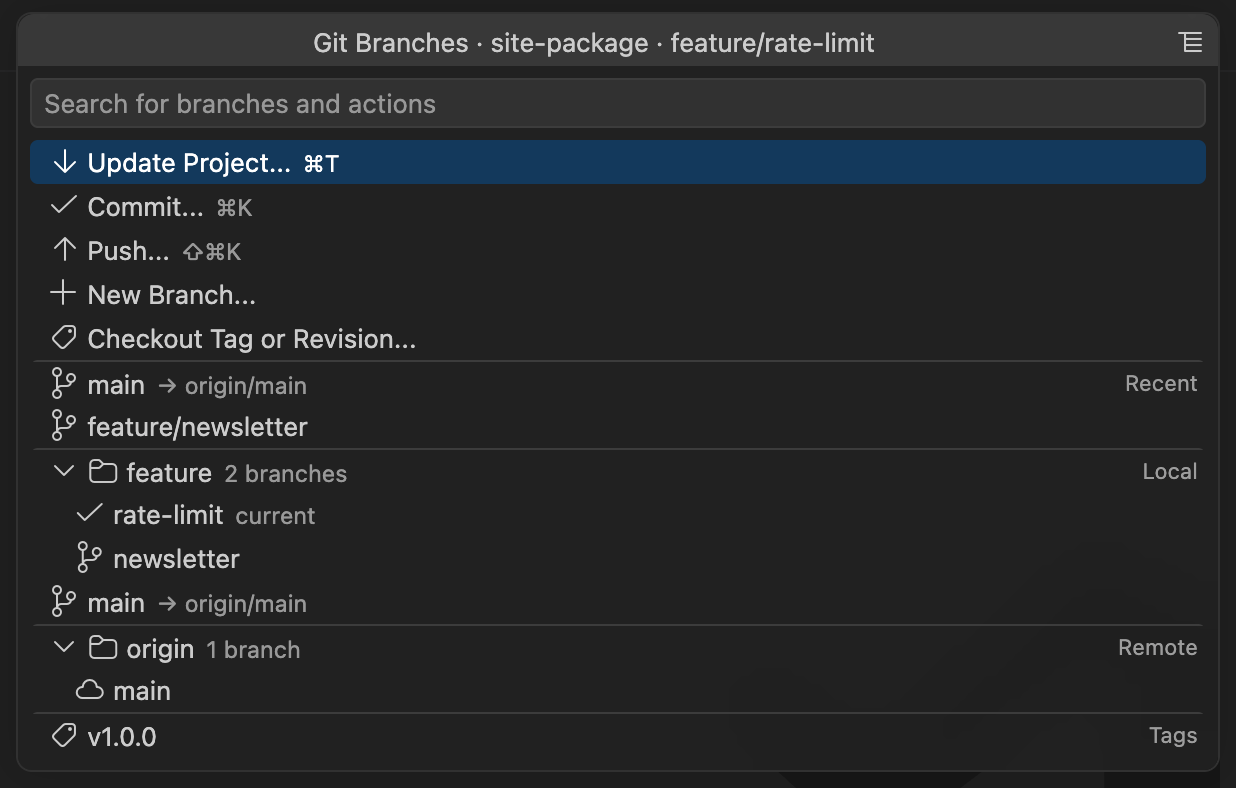 Git Branches · site-package · feature/rate-limit
Search for branches and actions
Update Project... ⌘T
Commit... ⌘K
Push... ⇧⌘K
New Branch...
Checkout Tag or Revision...
main → origin/main Recent
feature/newsletter
feature 2 branches Local
rate-limit current
newsletter
main → origin/main
origin 1 branch Remote
main
v1.0.0 Tags